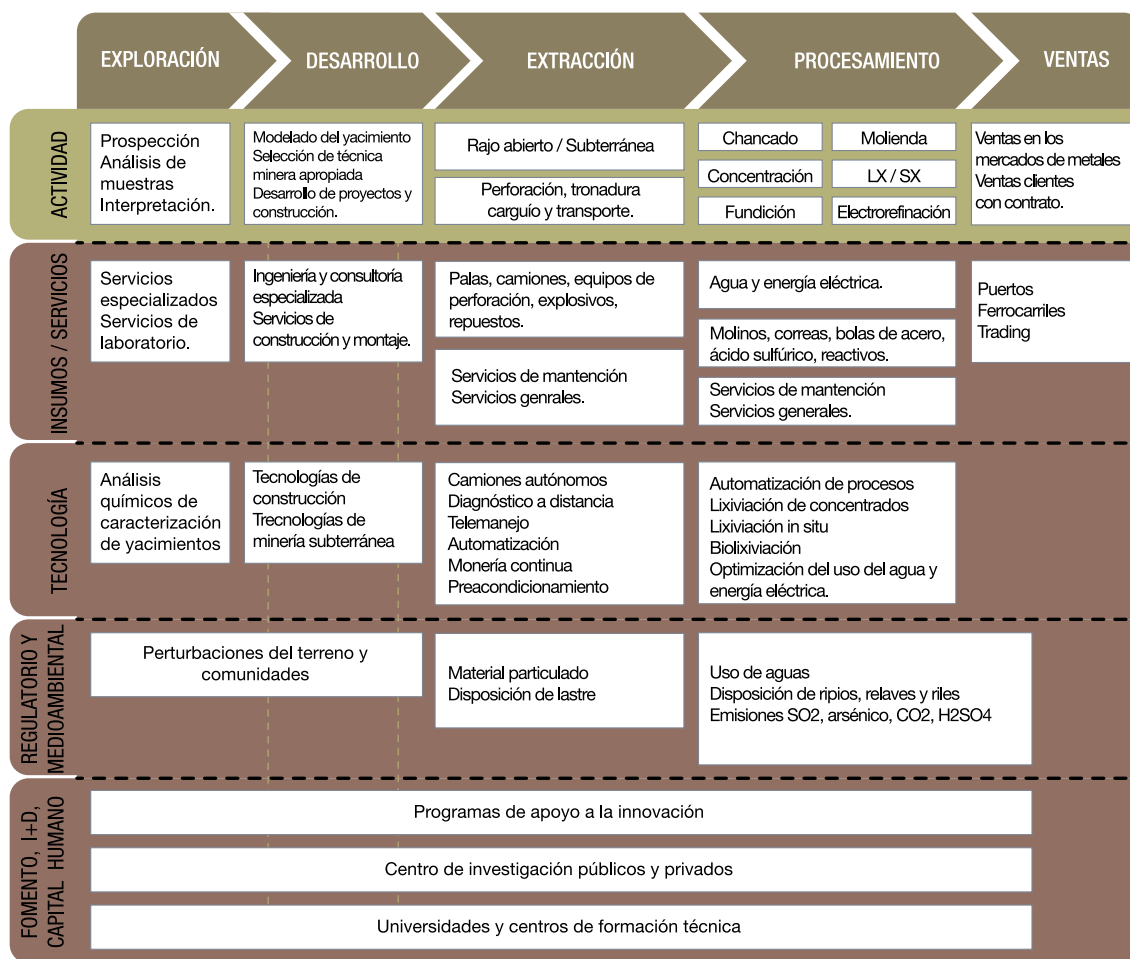 EXPLORACIÓN
DESARROLLO
EXTRACCIÓN
PROCESAMIENTO
VENTAS
ACTIVIDAD
Prospección
Análisis de
muestras
Interpretación.
Modelado del yacimiento
Selección de técnica
minera apropiada
Desarrollo de proyectos y
construcción.
Rajo abierto / Subterránea
Perforación, tronadura
carguío y transporte.
Chancado
Molienda
Concentración
LX / SX
Fundición
Electrorefinación
Ventas en los
mercados de metales
Ventas clientes
con contrato.
INSUMOS / SERVICIOS
Servicios
especializados
Servicios de
laboratorio.
Ingeniería y consultoría
especializada
Servicios de
construcción y montaje.
Palas, camiones, equipos de
perforación, explosivos,
repuestos.
Servicios de mantención
Servicios genrales.
Agua y energía eléctrica.
Molinos, correas, bolas de acero,
ácido sulfúrico, reactivos.
Servicios de mantención
Servicios generales.
Puertos
Ferrocarriles
Trading
TECNOLOGÍA
Análisis
químicos de
caracterización
de yacimientos
Tecnologías de
construcción
Trecnologías de
minería subterránea
Camiones autónomos
Diagnóstico a distancia
Telemanejo
Automatización
Monería continua
Preacondicionamiento
Automatización de procesos
Lixiviación de concentrados
Lixiviación in situ
Biolixiviación
Optimización del uso del agua y
energía eléctrica.
REGULATORIO Y
MEDIOAMBIENTAL
Perturbaciones del terreno y
comunidades
Material particulado
Disposición de lastre
Uso de aguas
Disposición de ripios, relaves y riles
Emisiones SO2, arsénico, CO2, H2SO4
FOMENTO, I+D,
CAPITAL HUMANO
Programas de apoyo a la innovación
Centro de investigación públicos y privados
Universidades y centros de formación técnica